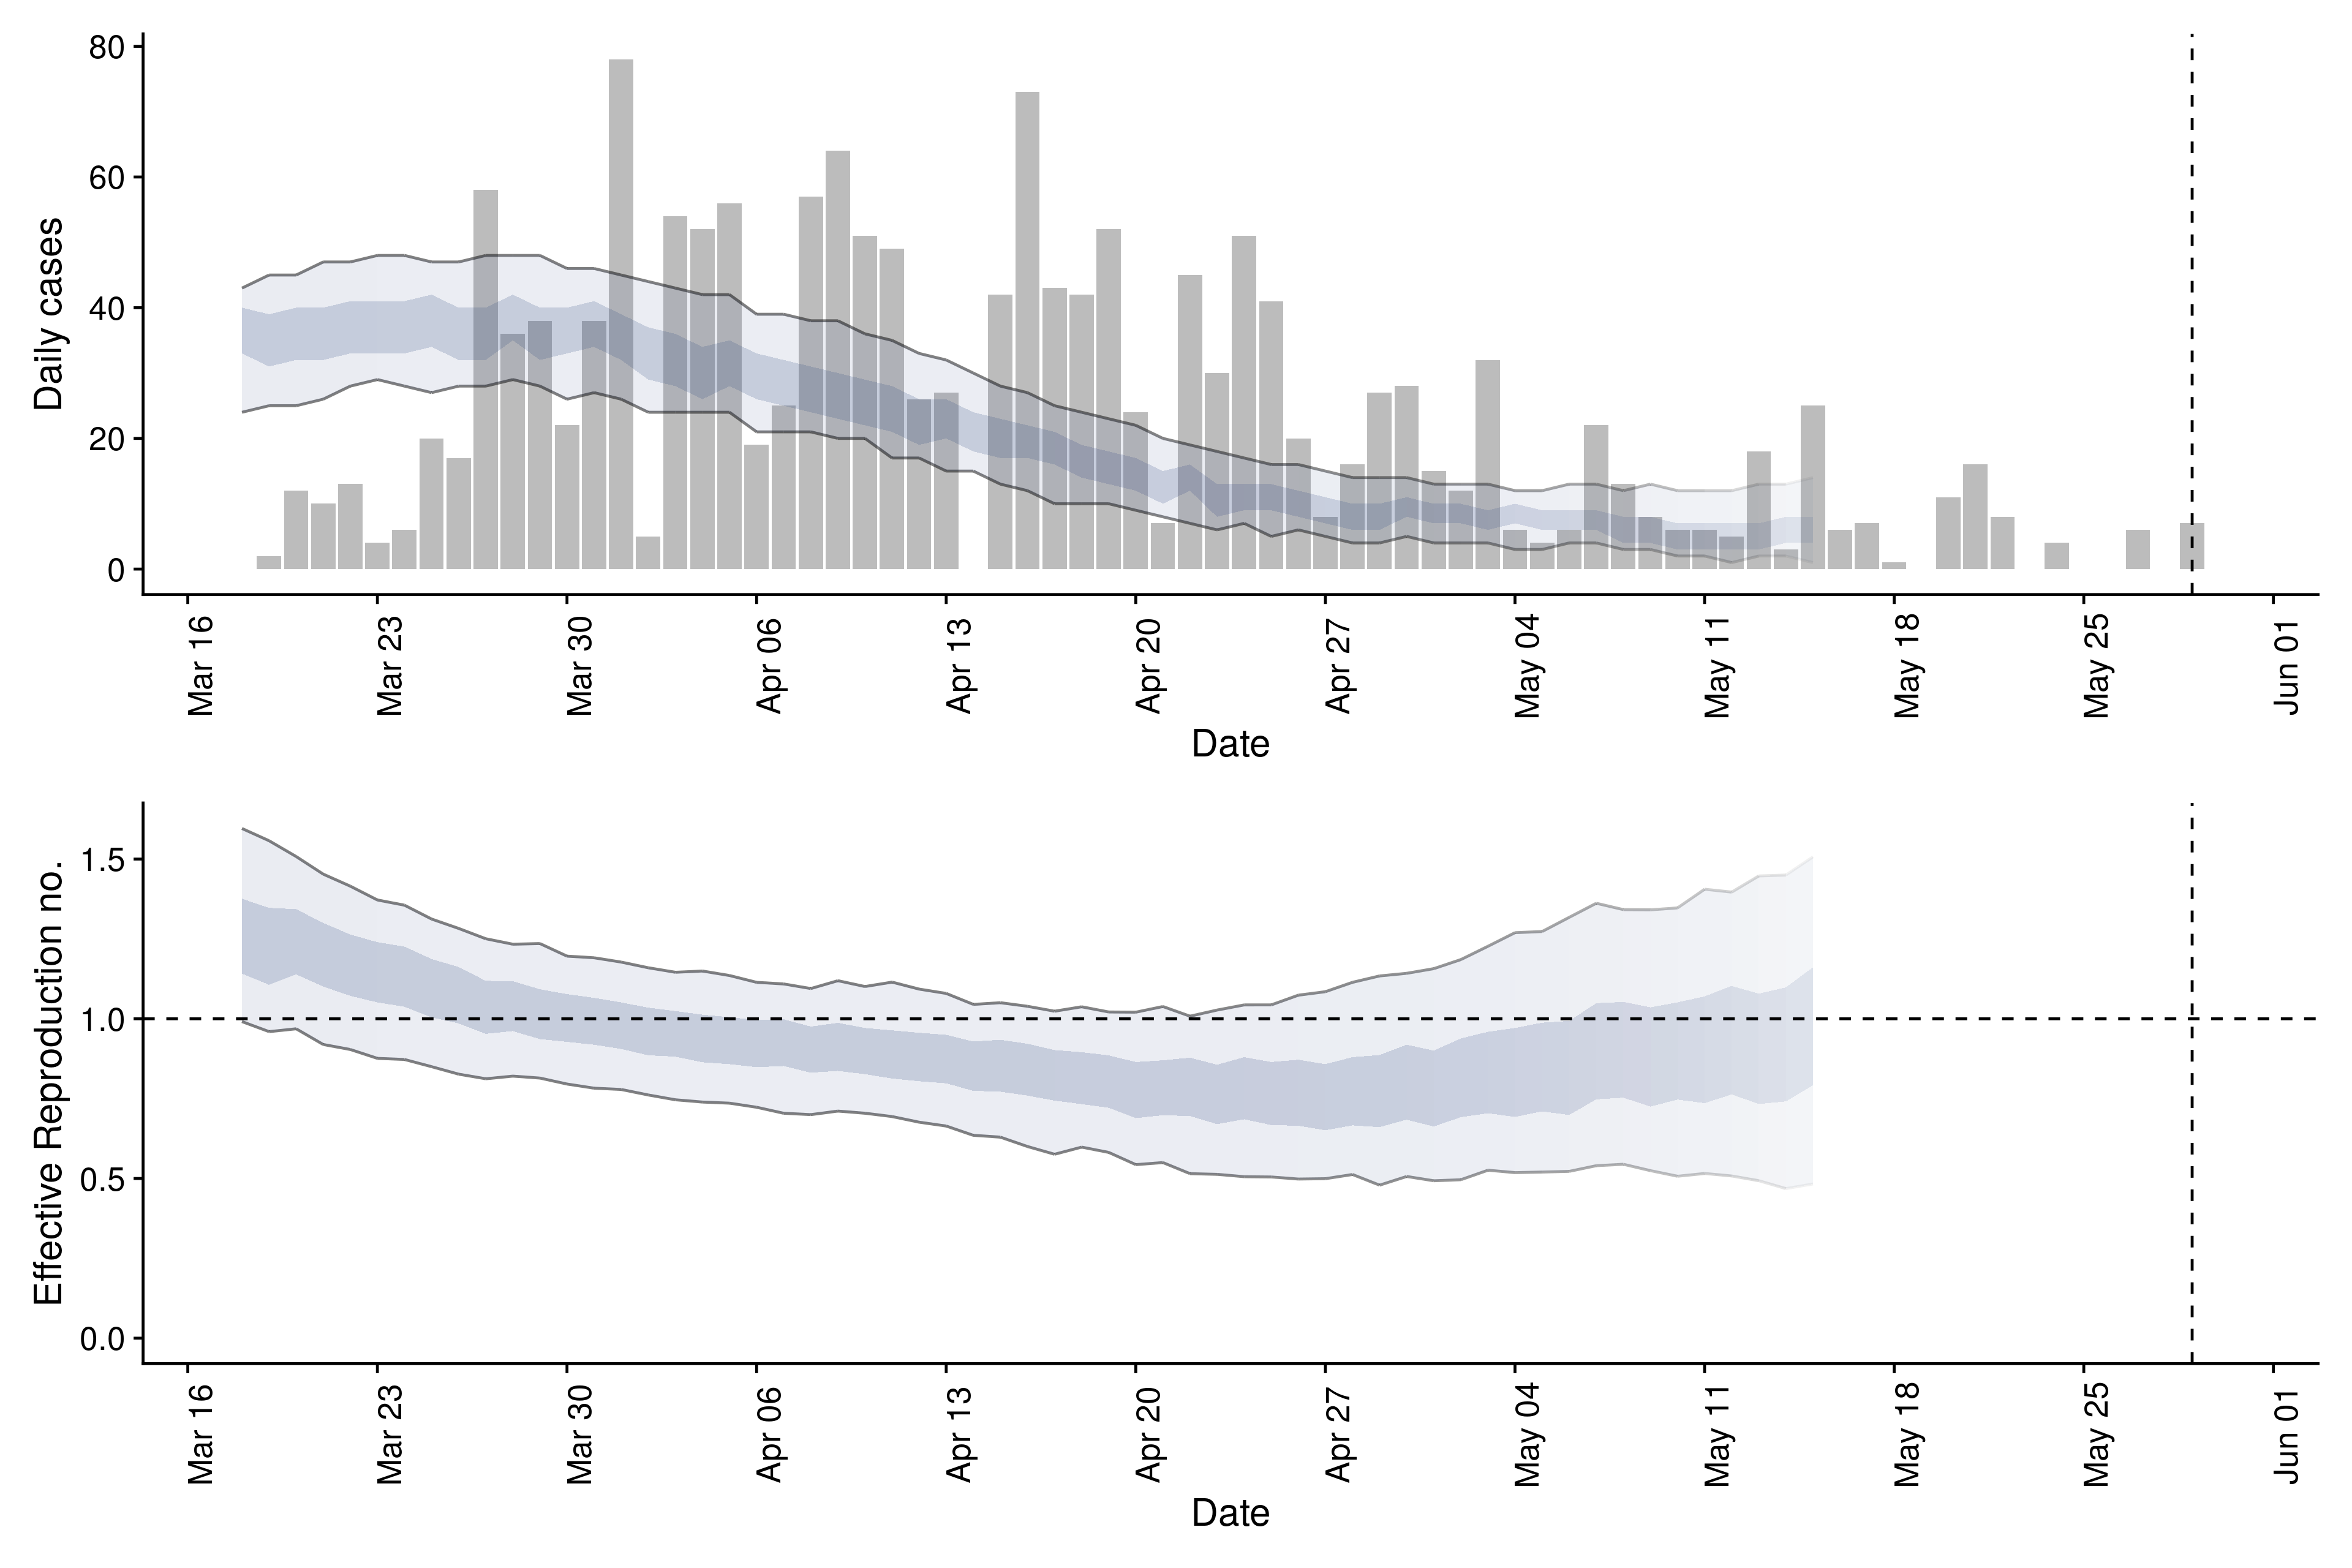 80
60
40
20
0
Daily cases
Mar 16
Mar 23
Mar 30
Apr 06
Apr 13
Apr 20
Apr 27
May 04
May 11
May 18
May 25
Jun 01
Date
1.5
1.0
0.5
0.0
Effective Reproduction no.
Mar 16
Mar 23
Mar 30
Apr 06
Apr 13
Apr 20
Apr 27
May 04
May 11
May 18
May 25
Jun 01
Date